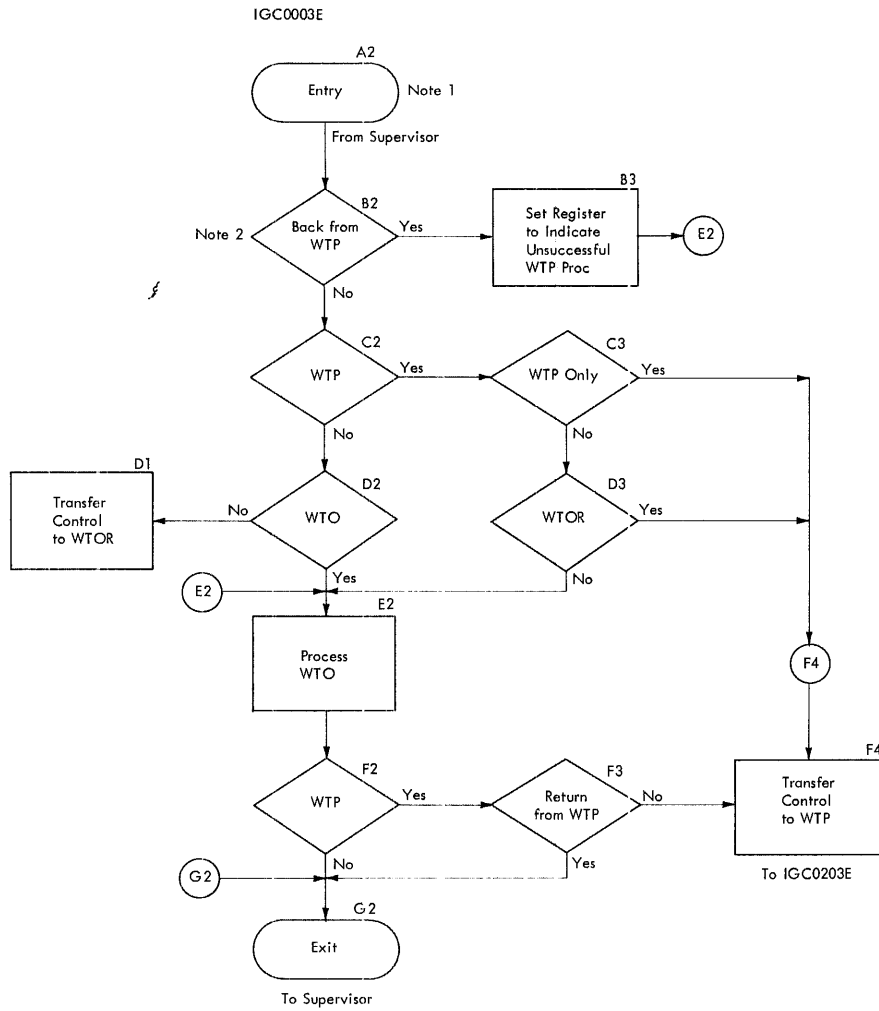 IGC0003E
A2
Entry
Note 1
From Supervisor
B2
Note 2
Back from
WTP
Yes
No
B3
Set Register
to Indicate
Unsuccessful
WTP Proc
E2
C2
WTP
Yes
No
C3
WTP Only
Yes
No
D1
Transfer
Control
to WTOR
No
D2
WTO
Yes
D3
WTOR
Yes
No
E2
E2
Process
WTO
F4
F2
WTP
Yes
No
F3
Return
from WTP
No
Yes
F4
Transfer
Control
to WTP
To IGC0203E
G2
G2
Exit
To Supervisor